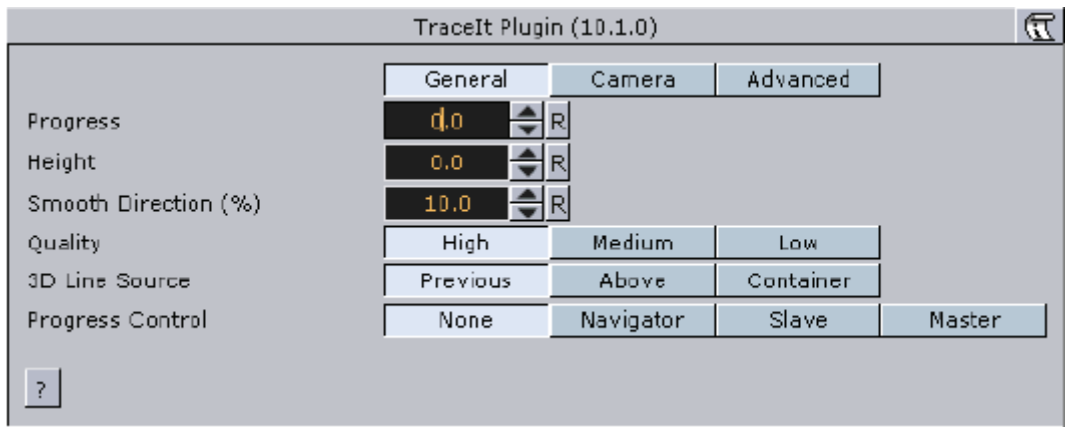 TraceIt Plugin (10.1.0)
General Camera Advanced
Progress 0.0 R
Height 0.0 R
Smooth Direction (%) 10.0 R
Quality High Medium Low
3D Line Source Previous Above Container
Progress Control None Navigator Slave Master
?